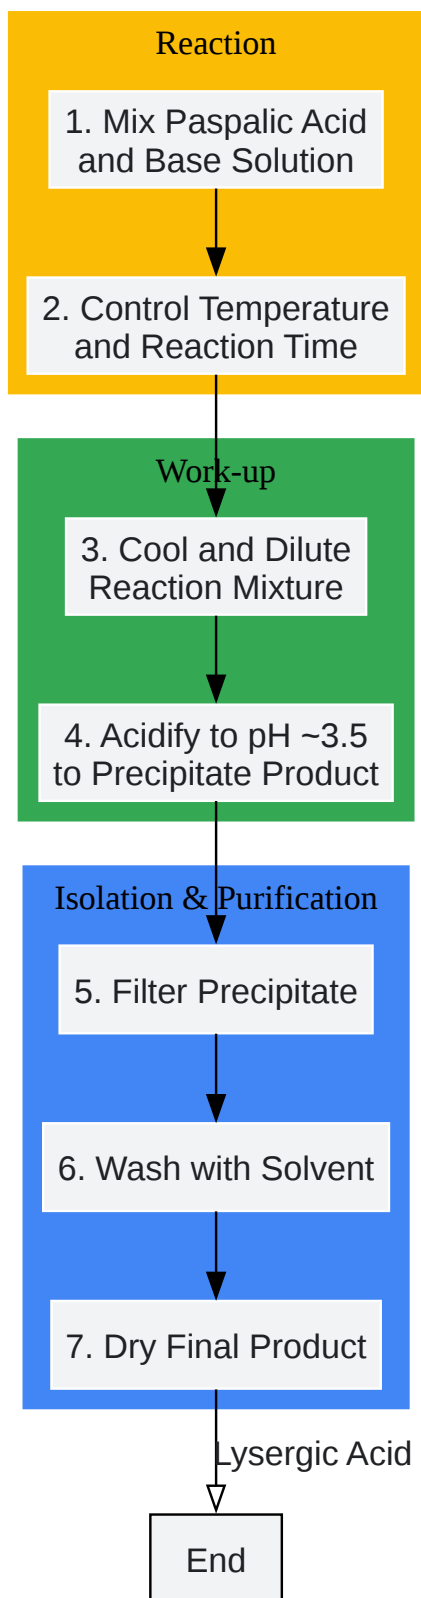 Reaction
1. Mix Paspalic Acid
and Base Solution
2. Control Temperature
and Reaction Time
Work-up
3. Cool and Dilute
Reaction Mixture
4. Acidify to pH ~3.5
to Precipitate Product
Isolation & Purification
5. Filter Precipitate
6. Wash with Solvent
7. Dry Final Product
Lysergic Acid
End